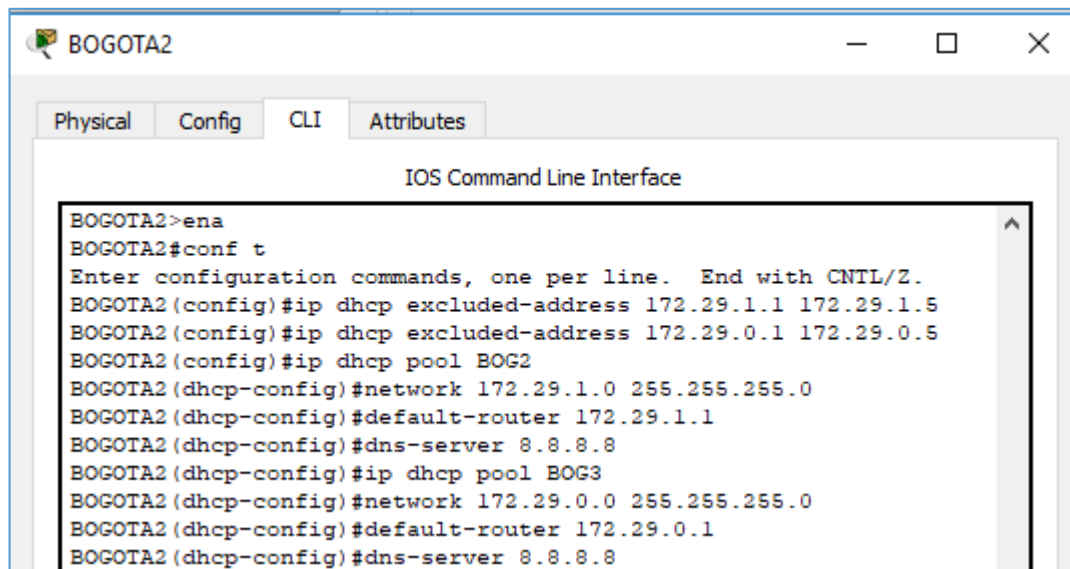 BOGOTA2
Physical Config CLI Attributes
IOS Command Line Interface
BOGOTA2>ena
BOGOTA2#conf t
Enter configuration commands, one per line.  End with CNTL/Z.
BOGOTA2(config)#ip dhcp excluded-address 172.29.1.1 172.29.1.5
BOGOTA2(config)#ip dhcp excluded-address 172.29.0.1 172.29.0.5
BOGOTA2(config)#ip dhcp pool BOG2
BOGOTA2(dhcp-config)#network 172.29.1.0 255.255.255.0
BOGOTA2(dhcp-config)#default-router 172.29.1.1
BOGOTA2(dhcp-config)#dns-server 8.8.8.8
BOGOTA2(dhcp-config)#ip dhcp pool BOG3
BOGOTA2(dhcp-config)#network 172.29.0.0 255.255.255.0
BOGOTA2(dhcp-config)#default-router 172.29.0.1
BOGOTA2(dhcp-config)#dns-server 8.8.8.8